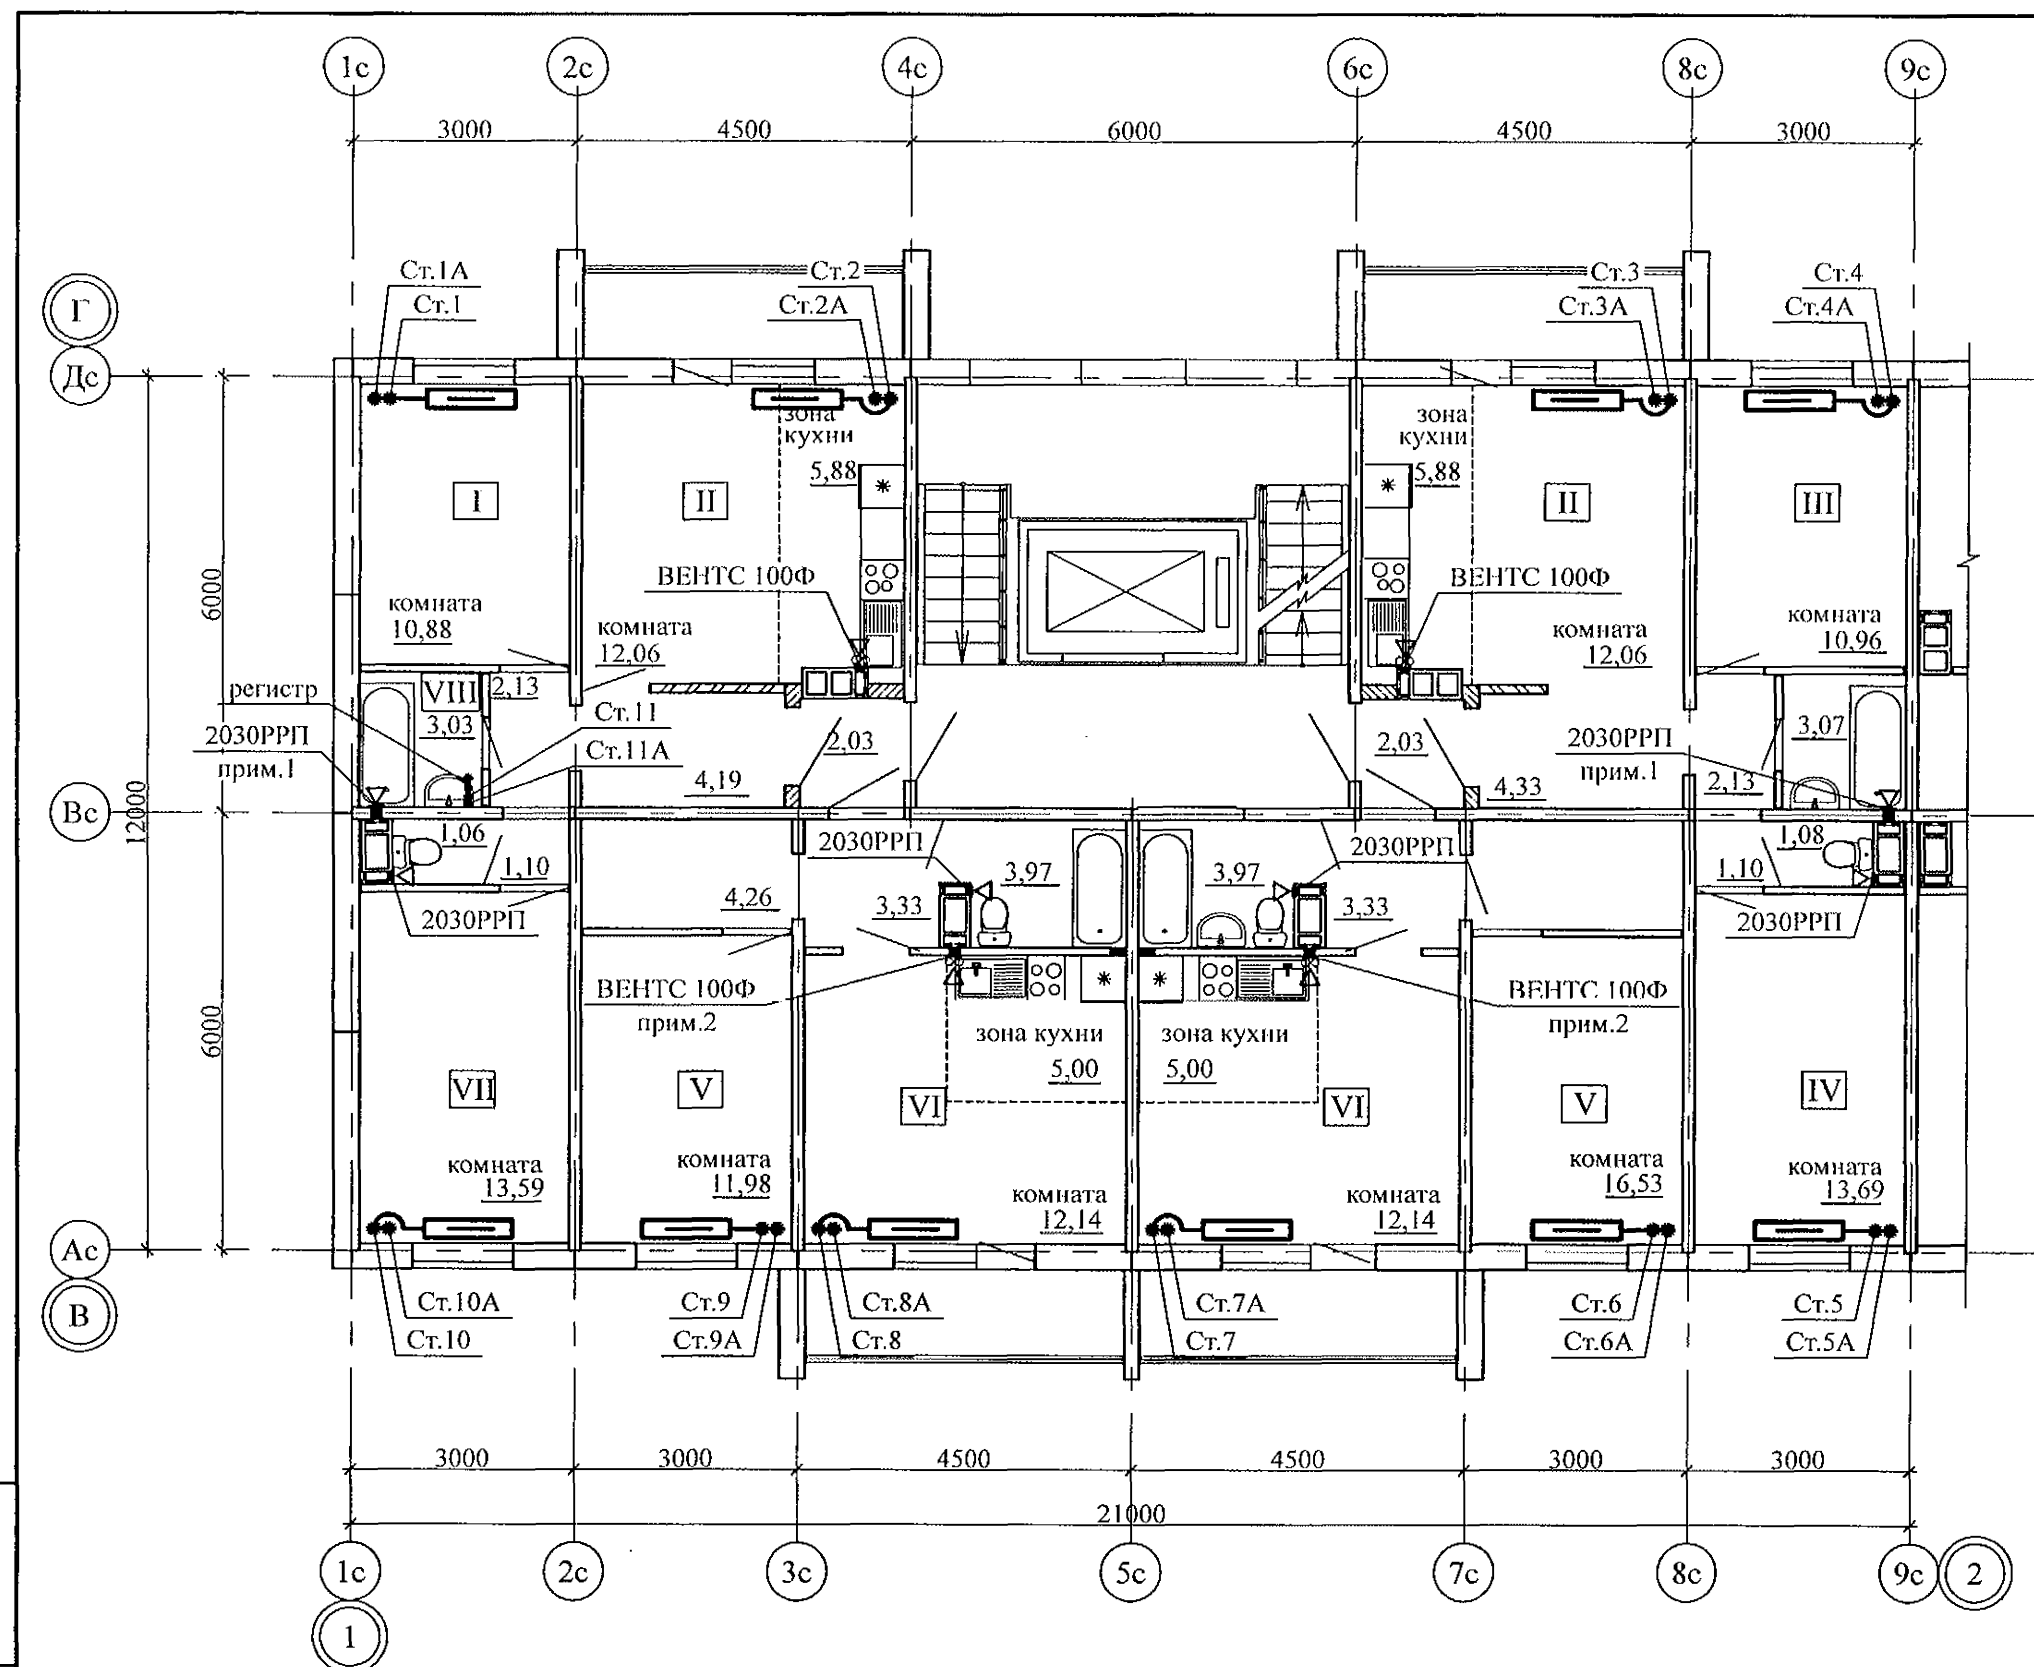 1с 2с 4с 6с 8с 9с
3000 4500 6000 4500 3000
Ст.1А Ст.2 Ст.3 Ст.4
Ст.1 Ст.2А Ст.3А Ст.4А
Г
Дс
зона
кухни
5,88
зона
кухни
5,88
I II II III
ВЕНТС 100Ф ВЕНТС 100Ф
6000
комната
10,88
комната
12,06
комната
12,06
комната
10,96
регистр VIII 2,13
3,03 Ст.11
2030РРП
прим.1
Ст.11А
2,03 2,03
2030РРП
прим.1
3,07
4,19 4,33 2,13
Вс
12000
1,06 2030РРП 2030РРП 1,08
1,10 3,97 3,97 1,10
4,26 3,33 3,33
2030РРП 2030РРП
ВЕНТС 100Ф
прим.2
ВЕНТС 100Ф
прим.2
6000
зона кухни зона кухни
5,00 5,00
VII V VI VI V IV
комната
13,59
комната
11,98
комната
12,14
комната
12,14
комната
16,53
комната
13,69
Ас
В
Ст.10А Ст.9 Ст.8А Ст.7А Ст.6 Ст.5
Ст.10 Ст.9А Ст.8 Ст.7 Ст.6А Ст.5А
3000 3000 4500 4500 3000 3000
21000
1с 2с 3с 5с 7с 8с 9с 2
1